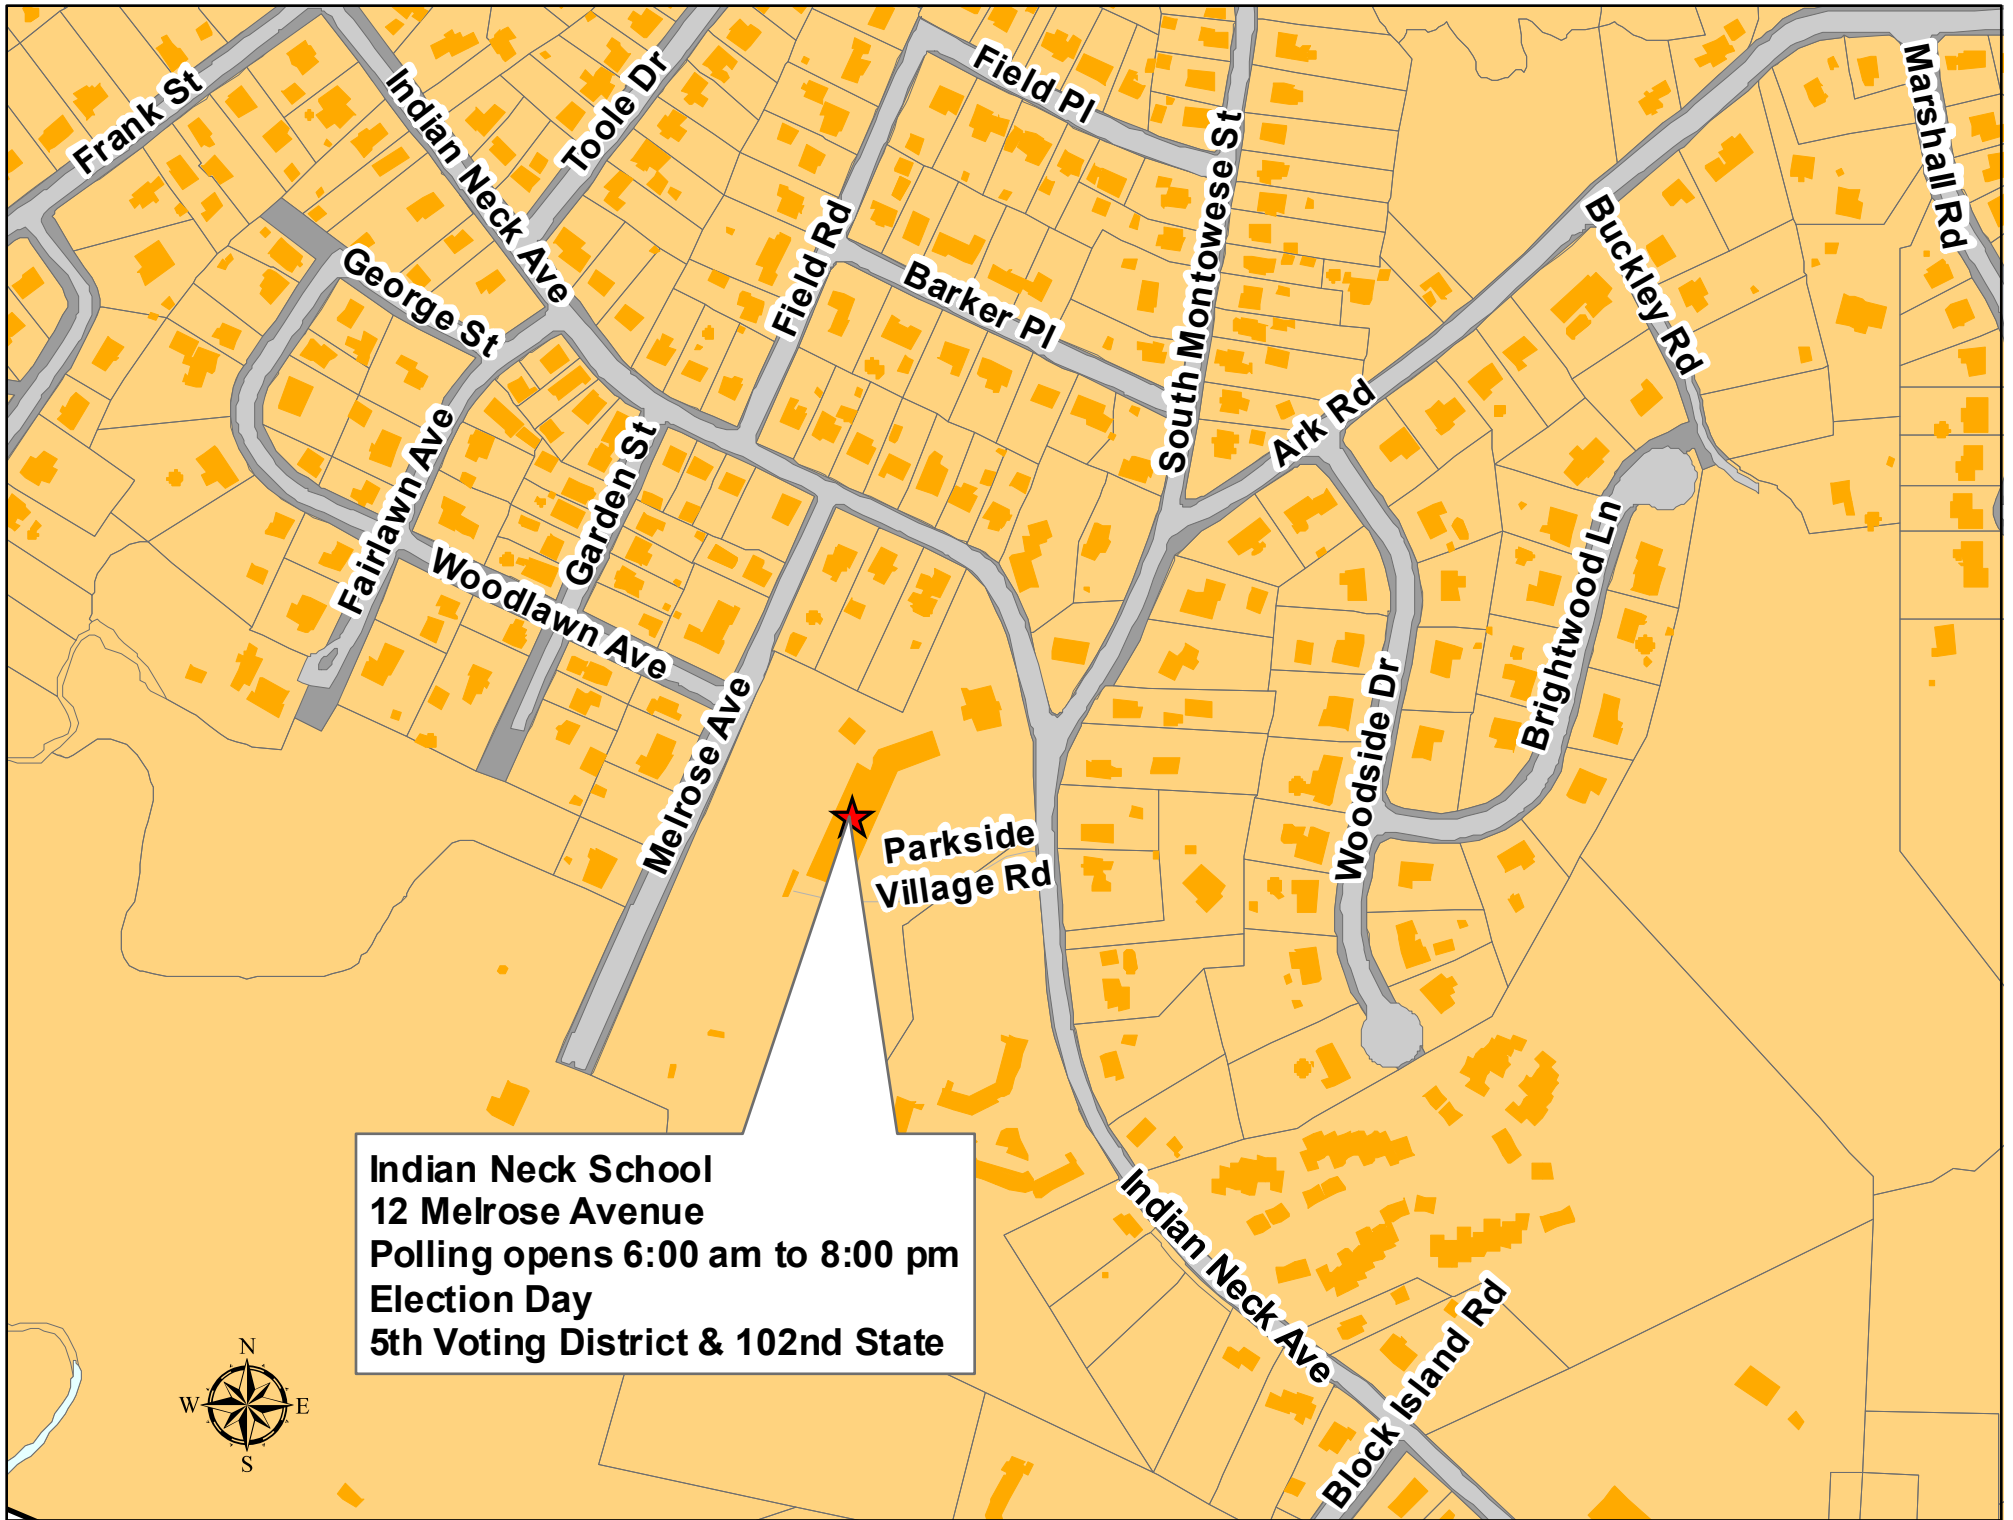 Frank St
Indian Neck Ave
Toole Dr
Field Pl
Marshall Rd
South Montowese St
Buckley Rd
Field Rd
George St
Barker Pl
Ark Rd
Fairlawn Ave
Garden St
Woodlawn Ave
Brightwood Ln
Melrose Ave
Woodside Dr
Parkside
Village Rd
Indian Neck School
12 Melrose Avenue
Polling opens 6:00 am to 8:00 pm
Election Day
5th Voting District & 102nd State
Indian Neck Ave
Block Island Rd
N
W
E
S